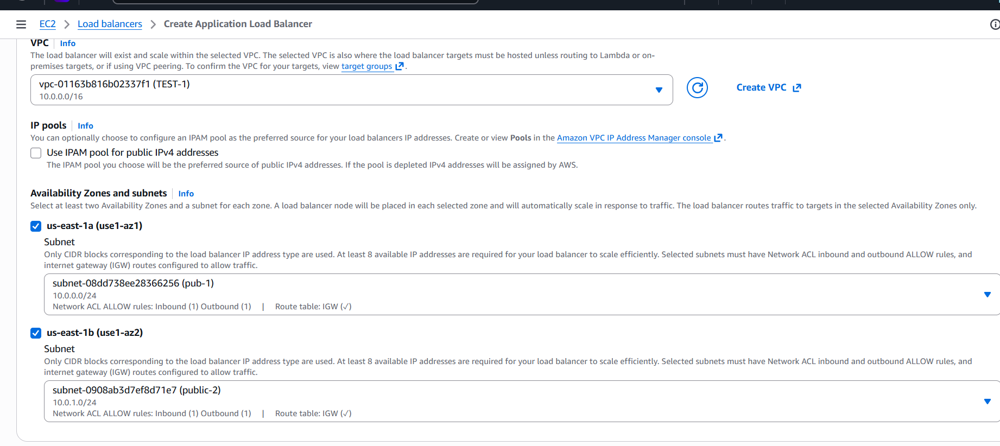 EC2 > Load balancers > Create Application Load Balancer
VPC | Info
The load balancer will exist and scale within the selected VPC. The selected VPC is also where the load balancer targets must be hosted unless routing to Lambda or on-
premises targets, or if using VPC peering. To confirm the VPC for your targets, view target groups.
vpc-01163b816b02337f1 (TEST-1)
10.0.0.0/16
Create VPC
IP pools | Info
You can optionally choose to configure an IPAM pool as the preferred source for your load balancers IP addresses. Create or view Pools in the Amazon VPC IP Address Manager console.
Use IPAM pool for public IPv4 addresses
The IPAM pool you choose will be the preferred source of public IPv4 addresses. If the pool is depleted IPv4 addresses will be assigned by AWS.
Availability Zones and subnets | Info
Select at least two Availability Zones and a subnet for each zone. A load balancer node will be placed in each selected zone and will automatically scale in response to traffic. The load balancer routes traffic to targets in the selected Availability Zones only.
us-east-1a (use1-az1)
Subnet
Only CIDR blocks corresponding to the load balancer IP address type are used. At least 8 available IP addresses are required for your load balancer to scale efficiently. Selected subnets must have Network ACL inbound and outbound ALLOW rules, and
internet gateway (IGW) routes configured to allow traffic.
subnet-08dd738ee28366256 (pub-1)
10.0.0.0/24
Network ACL ALLOW rules: Inbound (1) Outbound (1) | Route table: IGW (✓)
us-east-1b (use1-az2)
Subnet
Only CIDR blocks corresponding to the load balancer IP address type are used. At least 8 available IP addresses are required for your load balancer to scale efficiently. Selected subnets must have Network ACL inbound and outbound ALLOW rules, and
internet gateway (IGW) routes configured to allow traffic.
subnet-0908ab3d7ef8d71e7 (public-2)
10.0.1.0/24
Network ACL ALLOW rules: Inbound (1) Outbound (1) | Route table: IGW (✓)